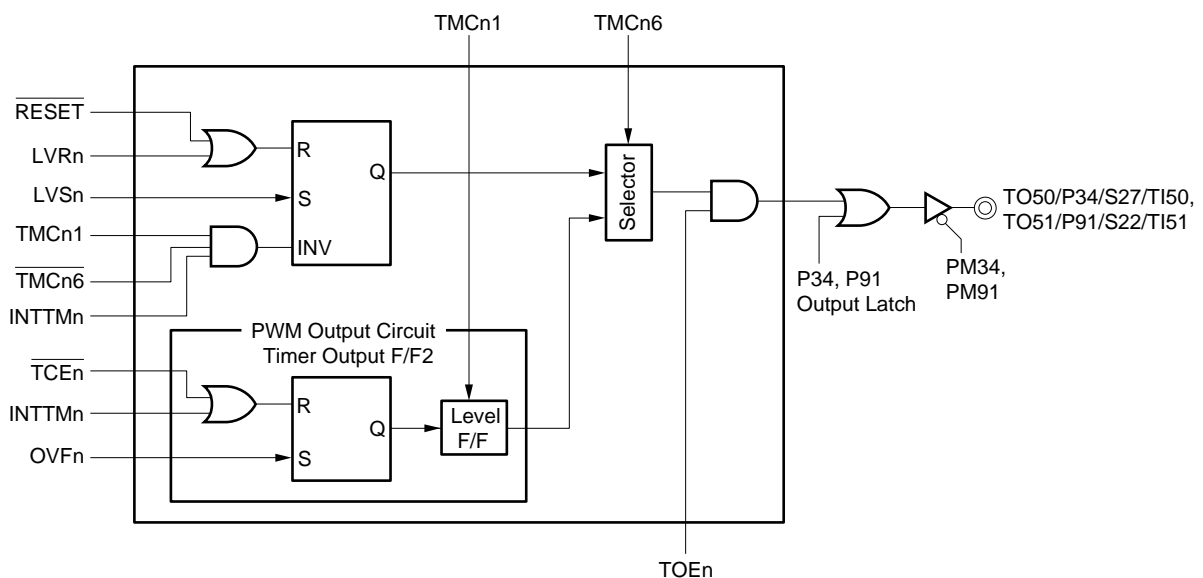 TMCn1
TMCn6
RESET
LVRn
LVSn
TMCn1
TMCn6
INTTMn
R
S
INV
Q
Selector
TO50/P34/S27/TI50,
TO51/P91/S22/TI51
P34, P91
Output Latch
PM34,
PM91
PWM Output Circuit
Timer Output F/F2
TCEn
INTTMn
OVFn
R
S
Q
Level
F/F
TOEn